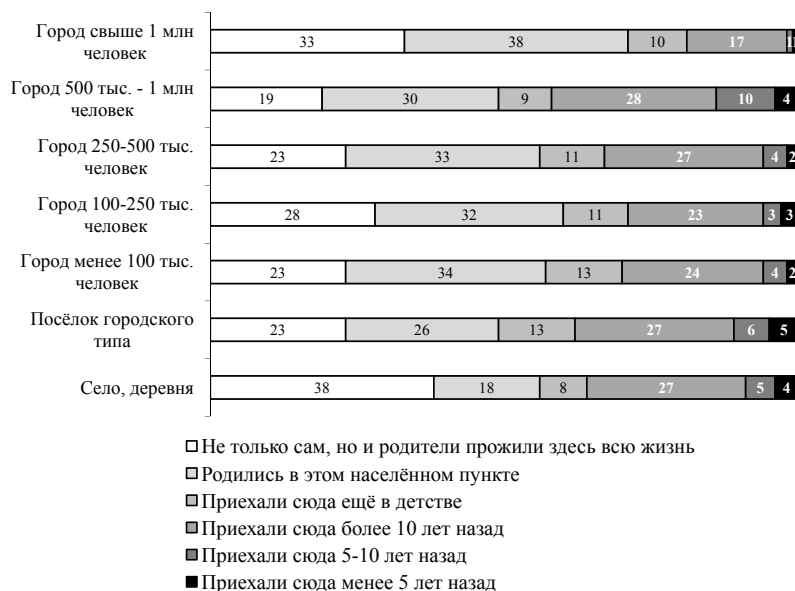 Город свыше 1 млн
человек
33 38 10 17 1 1
Город 500 тыс. - 1 млн
человек
19 30 9 28 10 4
Город 250-500 тыс.
человек
23 33 11 27 4 2
Город 100-250 тыс.
человек
28 32 11 23 3 3
Город менее 100 тыс.
человек
23 34 13 24 4 2
Посёлок городского
типа
23 26 13 27 6 5
Село, деревня
38 18 8 27 5 4
Не только сам, но и родители прожили здесь всю жизнь
Родились в этом населённом пункте
Приехали сюда ещё в детстве
Приехали сюда более 10 лет назад
Приехали сюда 5-10 лет назад
Приехали сюда менее 5 лет назад